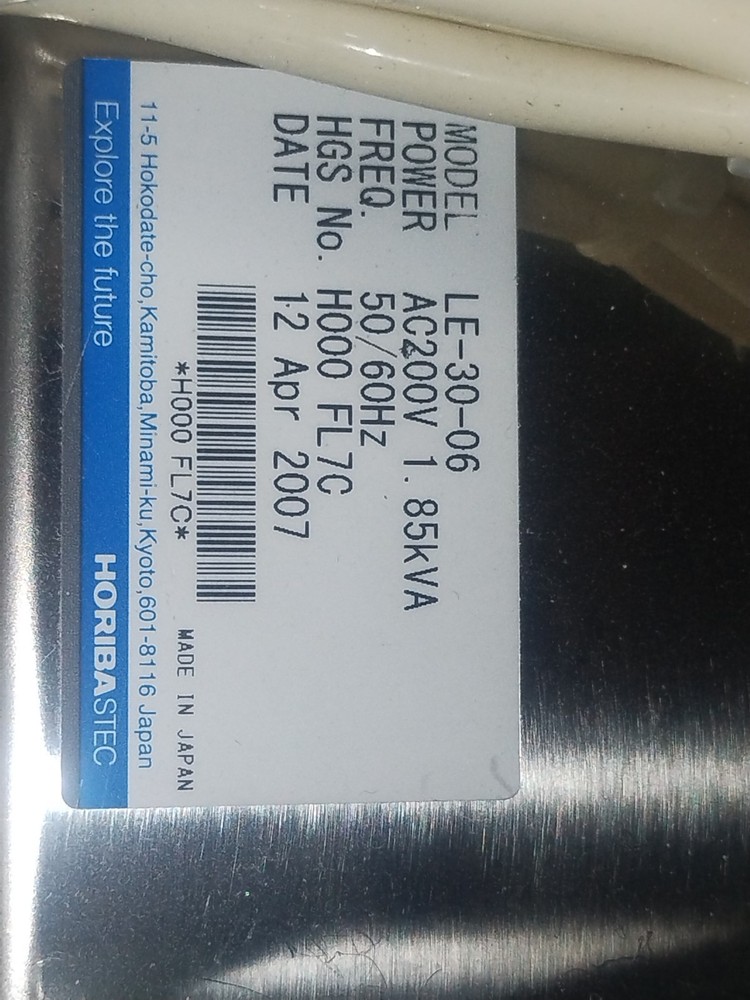 MODEL LE-30-06
POWER AC200V 1.85kVA
FREQ. 50/60Hz
HGS No. H000 FL7C
DATE 12 Apr 2007
*H000 FL7C*
MADE IN JAPAN
11-5 Hokodate-cho,Kamitoba,Minami-ku,Kyoto,601-8116 Japan
Explore the future HORIBASTEC